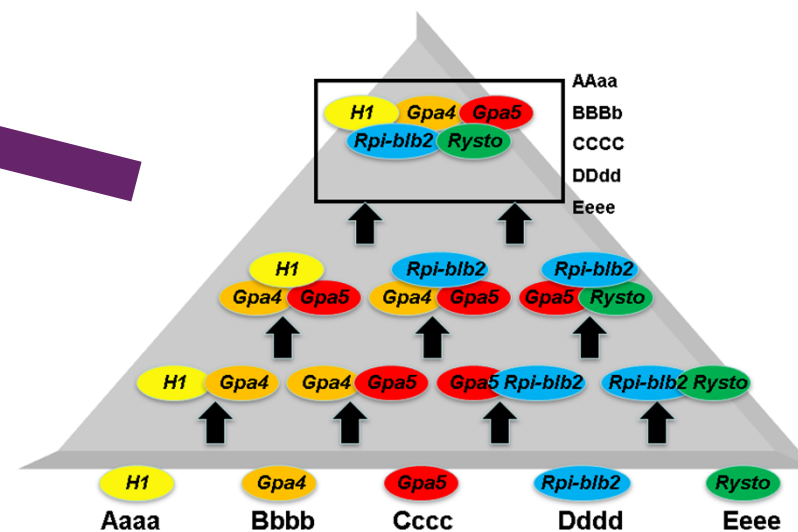 AAaa
H1 Gpa4 Gpa5 BBBb
Rpi-blb2 Rysto CCCC
DDdd
Eeee
H1 Rpi-blb2 Rpi-blb2
Gpa4 Gpa5 Gpa4 Gpa5 Gpa5 Rysto
H1 Gpa4 Gpa4 Gpa5 Gpa5 Rpi-blb2 Rpi-blb2 Rysto
H1 Gpa4 Gpa5 Rpi-blb2 Rysto
Aaaa Bbbb Cccc Dddd Eeee